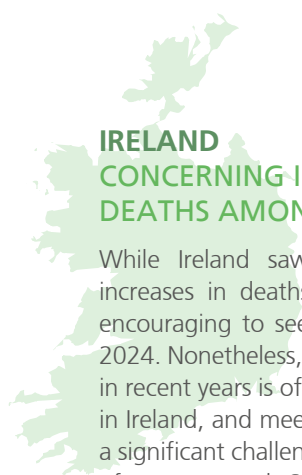 IRELAND
CONCERNING
DEATHS AMON
While Ireland saw
increases in deaths
encouraging to see
2024. Nonetheless,
in recent years is of
in Ireland, and mee
a significant challen